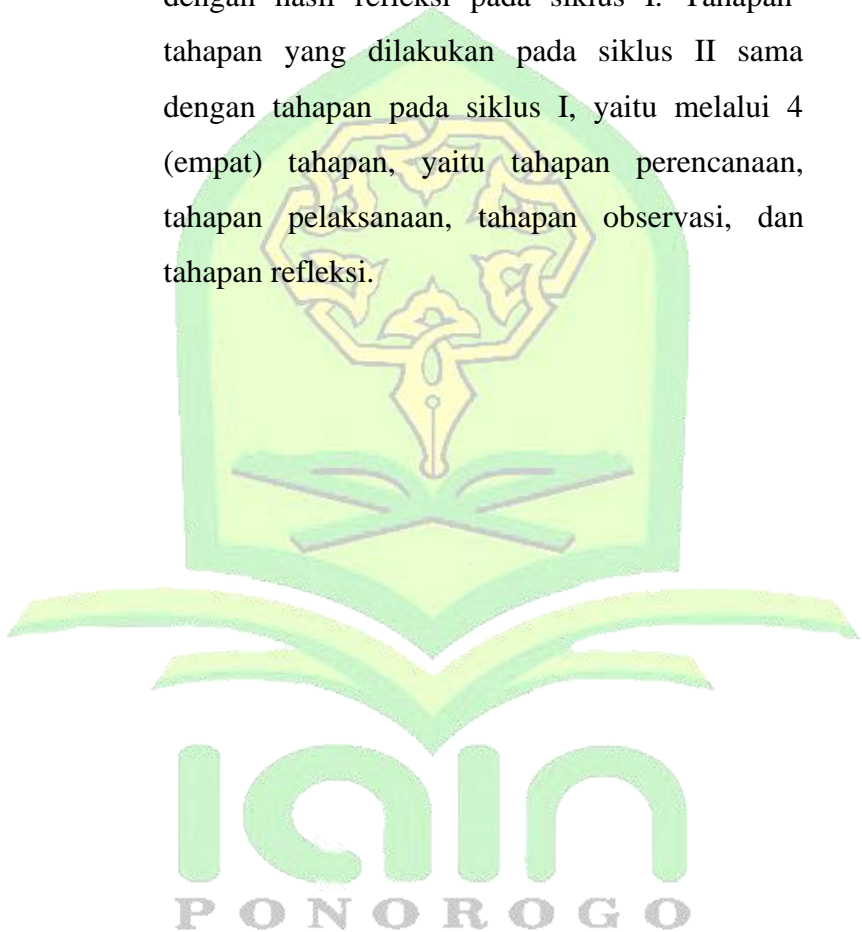 dengan hasil refleksi pada siklus I. Tahapan-
tahapan yang dilakukan pada siklus II sama
dengan tahapan pada siklus I, yaitu melalui 4
(empat) tahapan, yaitu tahapan perencanaan,
tahapan pelaksanaan, tahapan observasi, dan
tahapan refleksi.
iain
PONOROGO